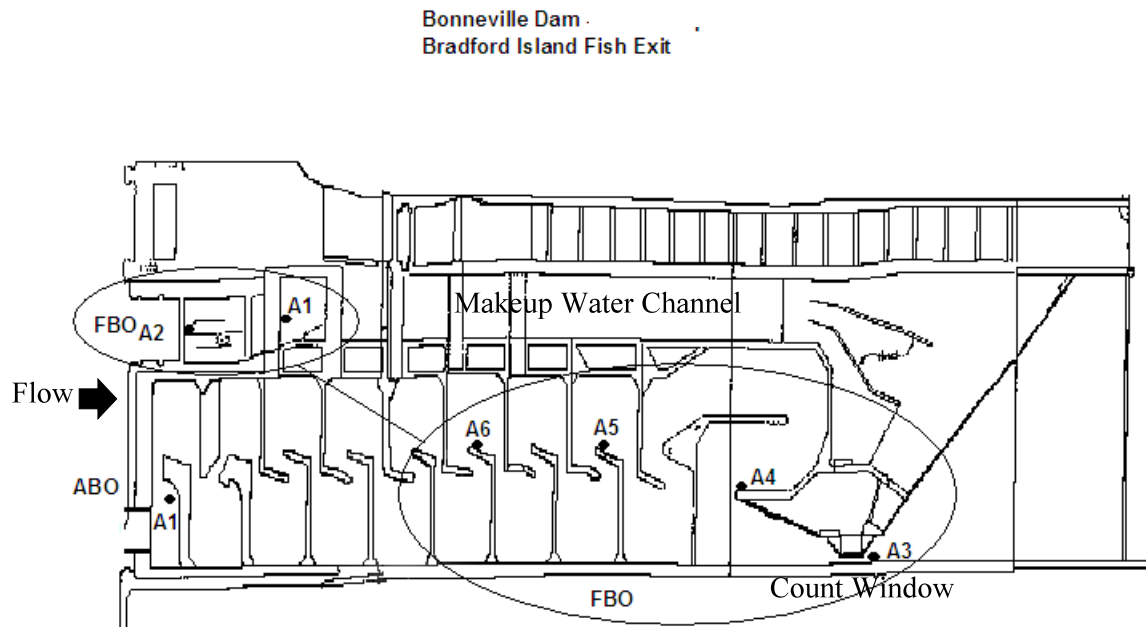 Bonneville Dam
Bradford Island Fish Exit
A1
Makeup Water Channel
FBO
A2
Flow
A6
A5
ABO
A4
A1
A3
Count Window
FBO